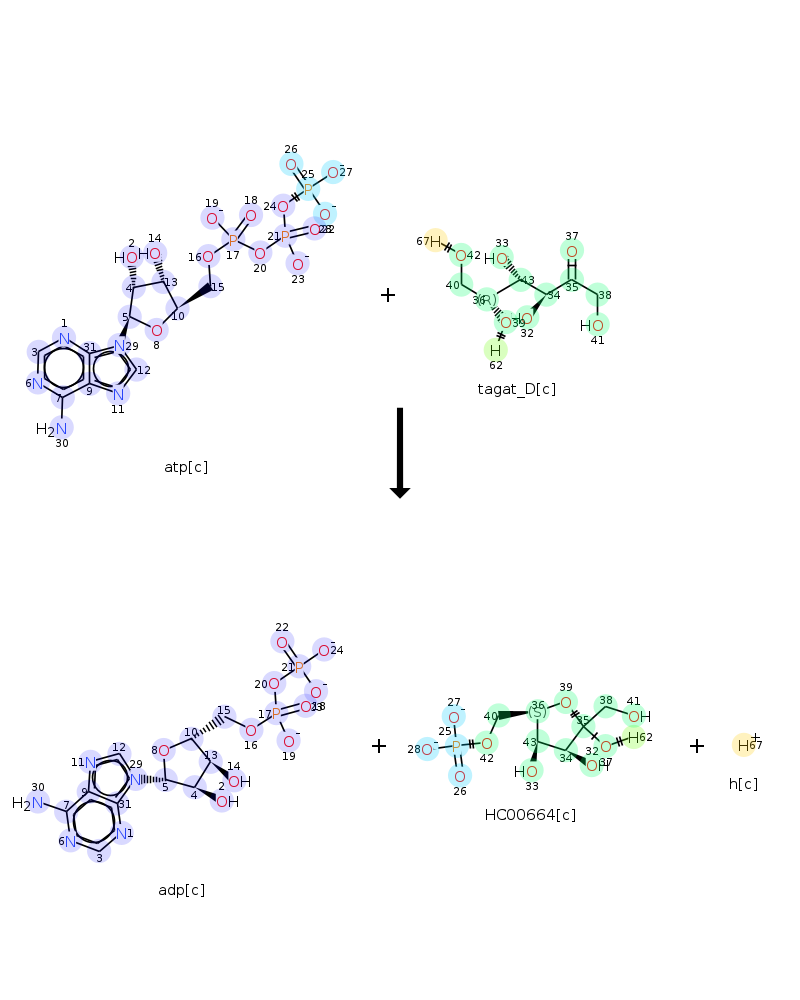 26
25
O
O⁻
27
P
19
18
24
O
O⁻
O
O
O⁻
2
14
21
O
28
22
HO
HO
16
P
17
O
P
O
20
O⁻
23
4
13
15
5
10
1
O
8
N
31
N
29
3
12
6
N
9
N
7
11
H₂N
30
atp[c]
+
67
H
O
42
33
HO
37
O
43
40
36
(R)
34
35
38
O
39
HO
32
HO
41
H
62
tagat_D[c]
22
O
O⁻
24
21
P
20
O
O⁻
15
17
P
O
23
18
10
O
16
O⁻
19
8
O
13
12
11
N
29
N
14
OH
30
9
5
4
2
OH
H₂N
7
31
6
N
N
1
3
adp[c]
+
27
O⁻
25
28
O⁻
P
O
42
O
26
40
36
(S)
39
O
38
41
OH
35
43
34
32
OH
O
37
H
62
HO
33
HC00664[c]
+
H⁺
67
h[c]